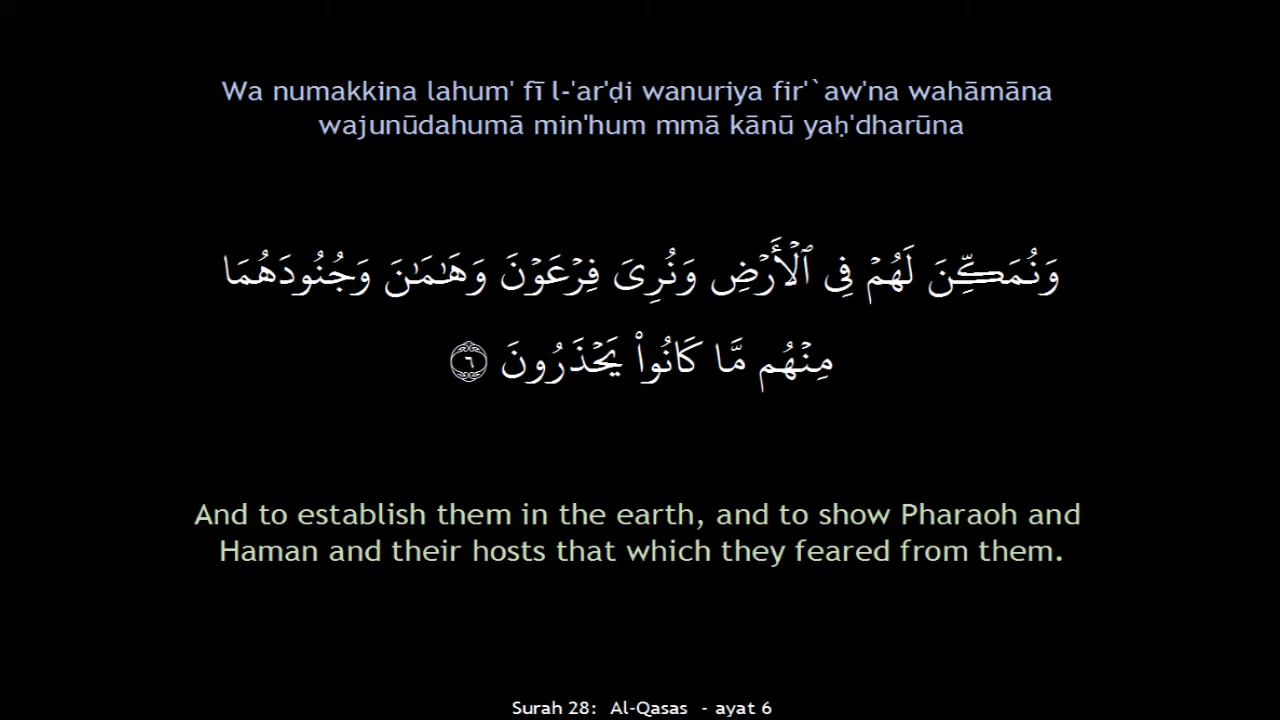 Wa numakkina lahum' fī l-'ar'ḍi wanuriya fir'`aw'na wahāmāna
wajunūdahumā min'hum mmā kānū yaḥ'dharūna
وَنُمَكِّنَ لَهُمۡ فِى ٱلۡأَرۡضِ وَنُرِىَ فِرۡعَوۡنَ وَهَـٰمَـٰنَ وَجُنُودَهُمَا
مِنۡهُم مَّا كَانُواْ يَحۡذَرُونَ ٦
And to establish them in the earth, and to show Pharaoh and
Haman and their hosts that which they feared from them.
Surah 28: Al-Qasas - ayat 6